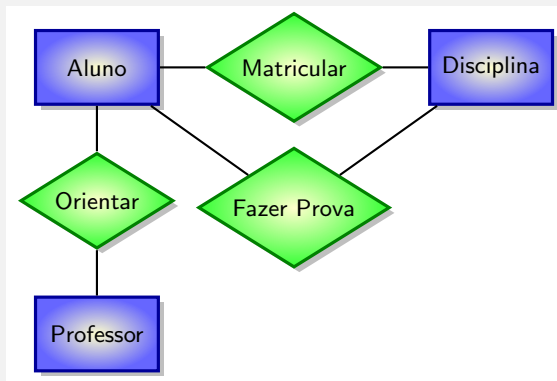 Aluno
Matricular
Disciplina
Orientar
Fazer Prova
Professor